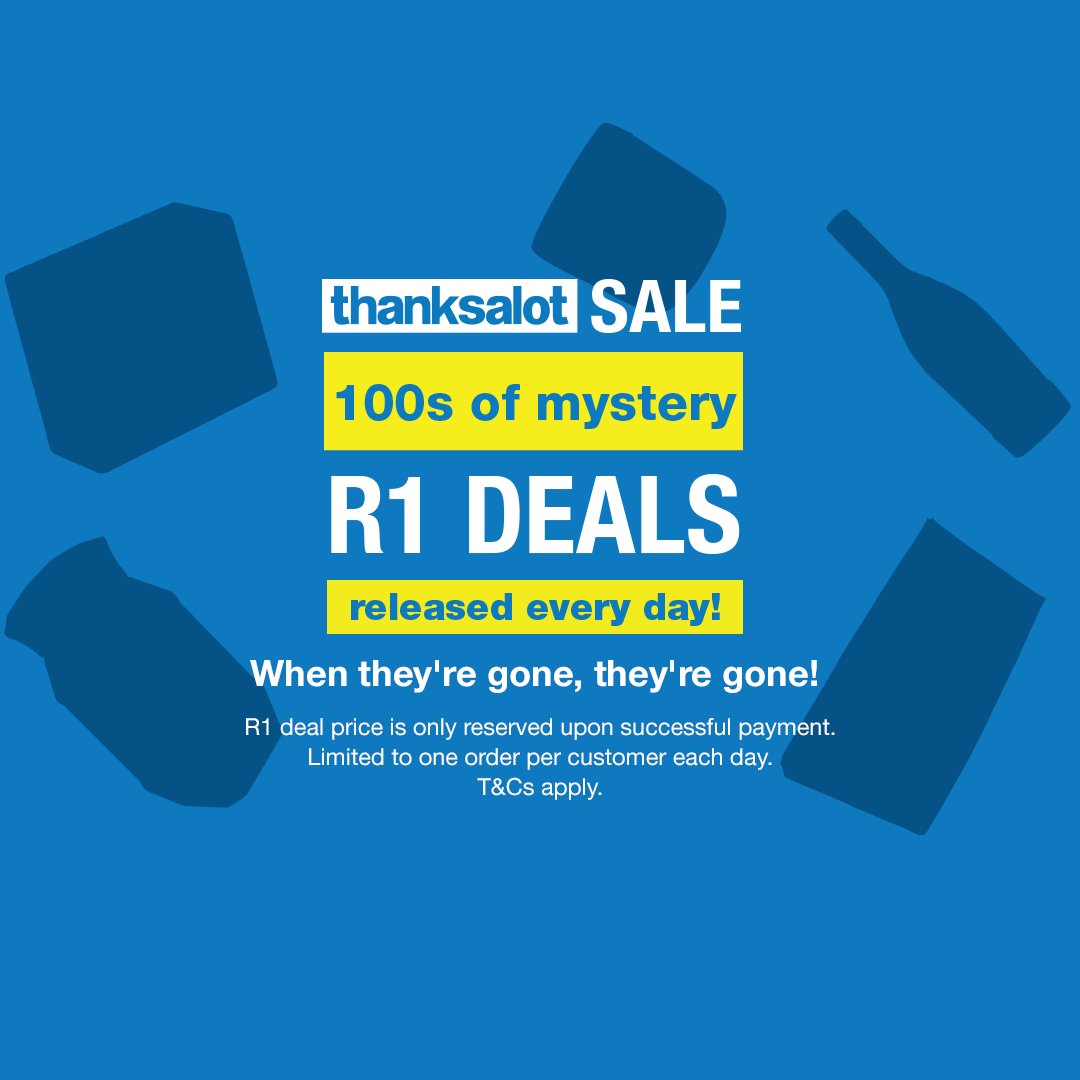 thanksalot SALE
100s of mystery
R1 DEALS
released every day!
When they're gone, they're gone!
R1 deal price is only reserved upon successful payment.
Limited to one order per customer each day.
T&Cs apply.